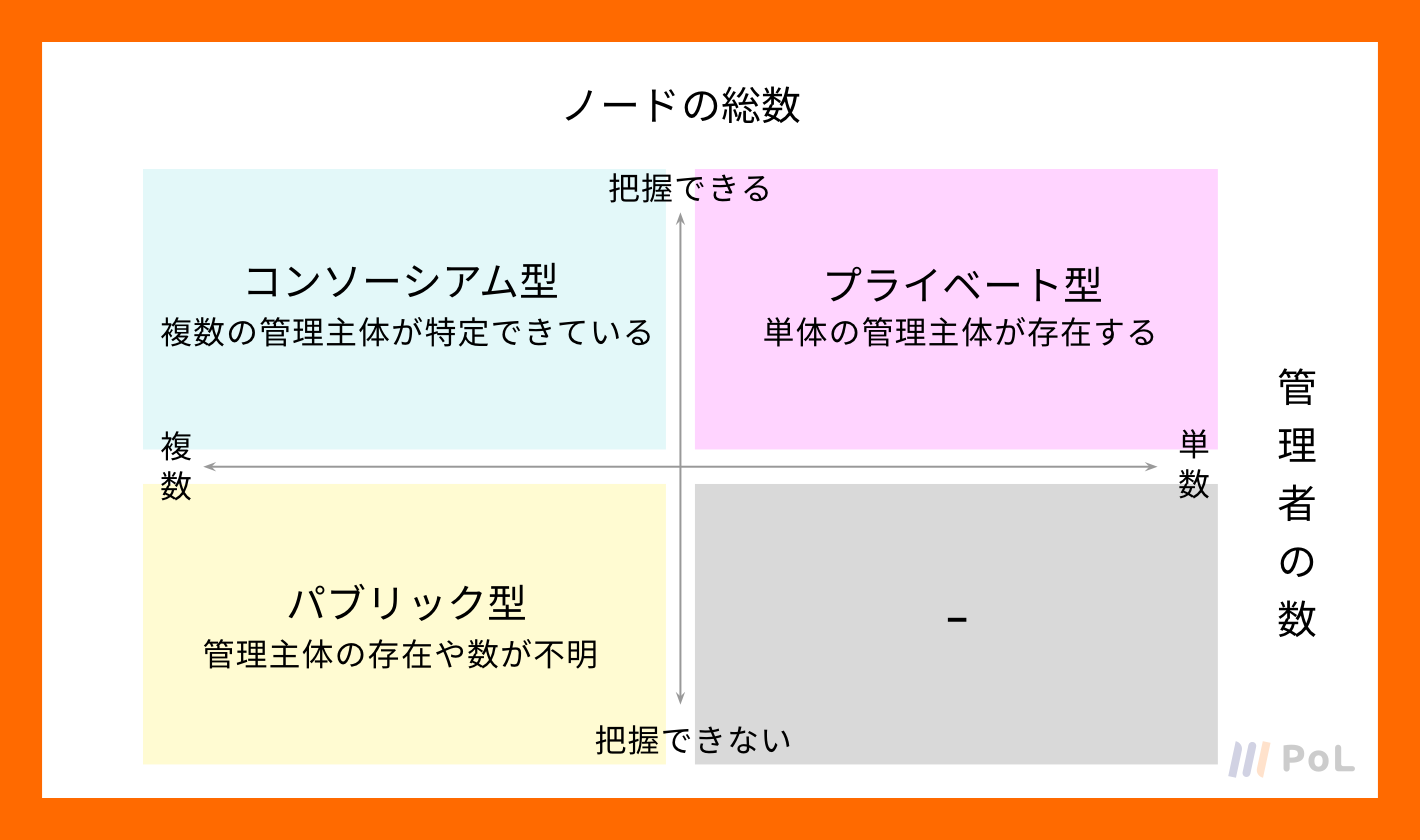 ノードの総数
把握できる
コンソーシアム型
複数の管理主体が特定できている
プライベート型
単体の管理主体が存在する
複数
単数
管理者の数
パブリック型
管理主体の存在や数が不明
–
把握できない
PoL